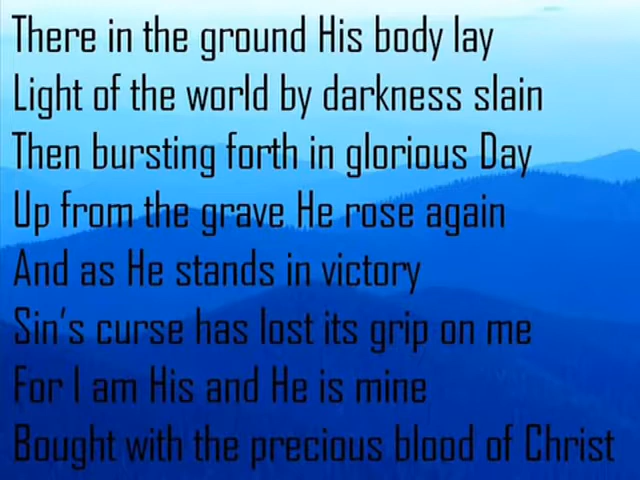 There in the ground His body lay
Light of the world by darkness slain
Then bursting forth in glorious Day
Up from the grave He rose again
And as He stands in victory
Sin's curse has lost its grip on me
For I am His and He is mine
Bought with the precious blood of Christ